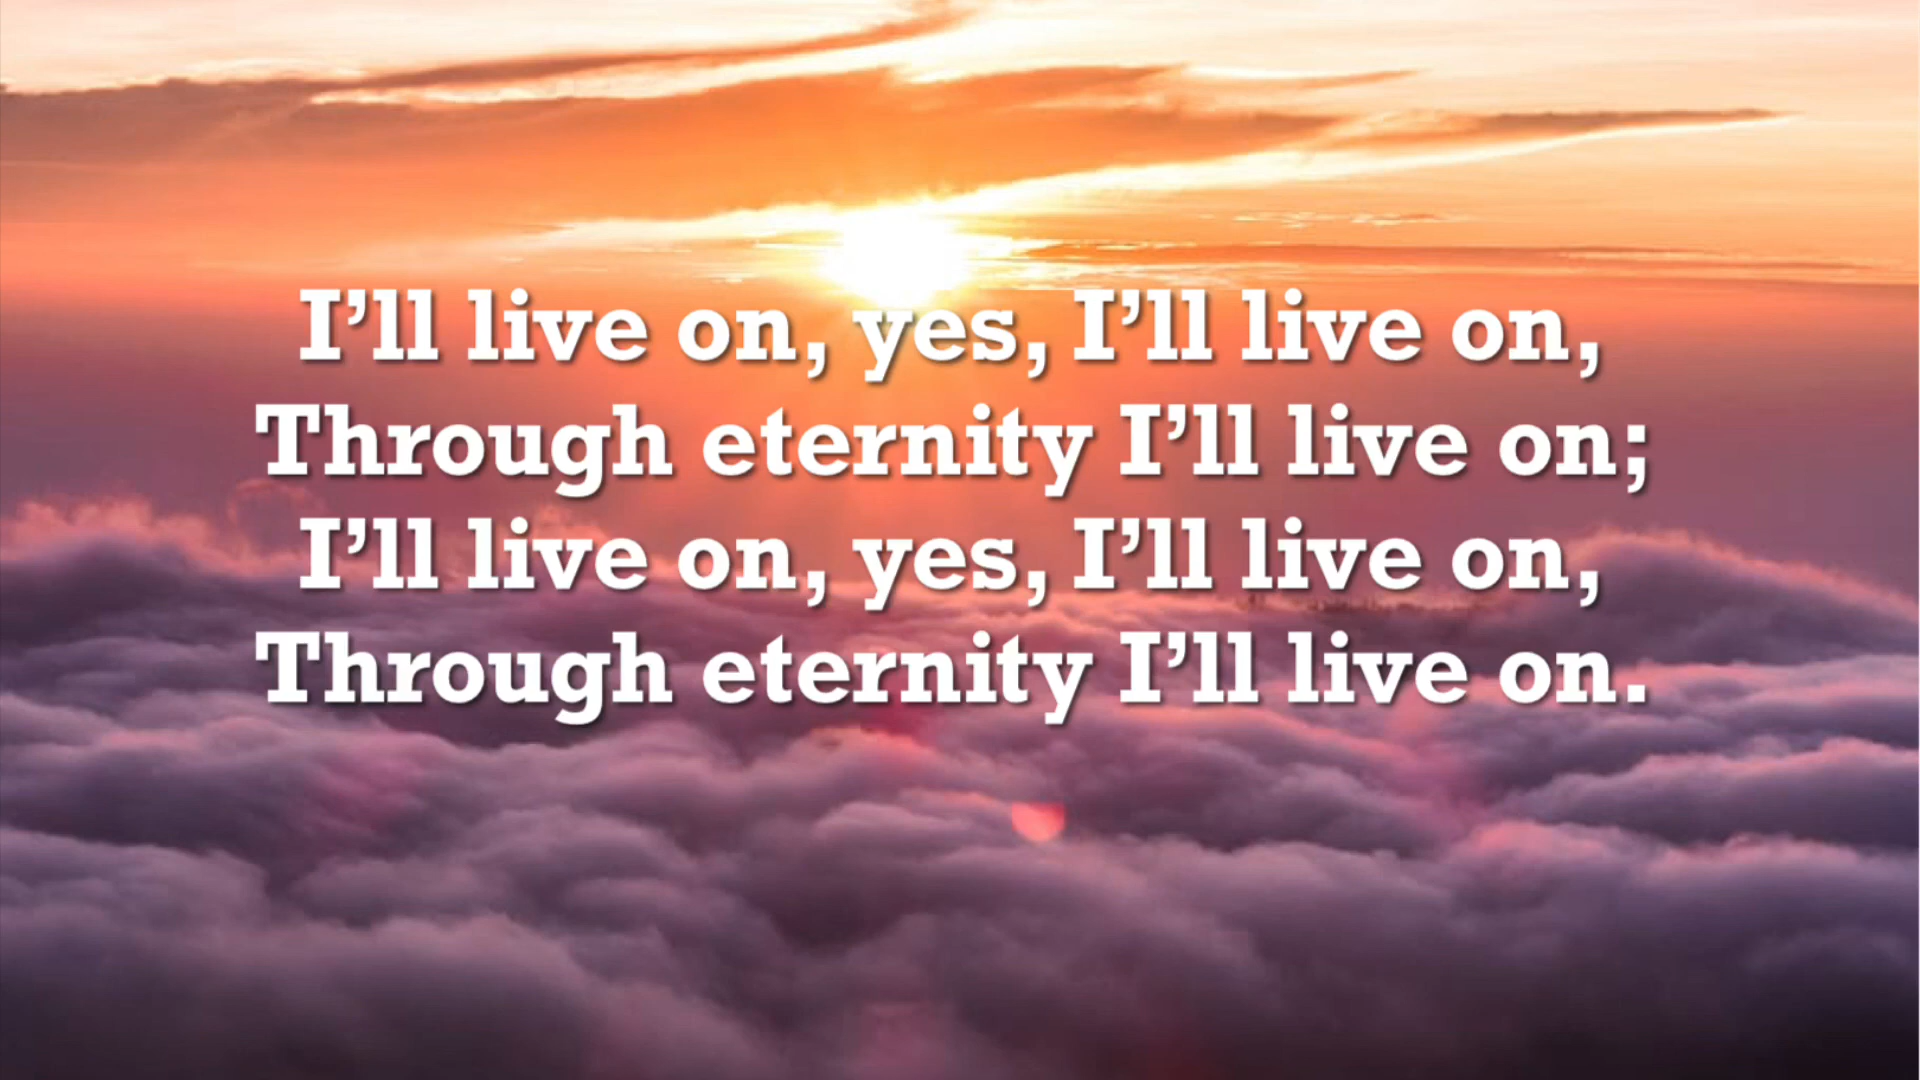 I’ll live on, yes, I’ll live on,
Through eternity I’ll live on;
I’ll live on, yes, I’ll live on,
Through eternity I’ll live on.